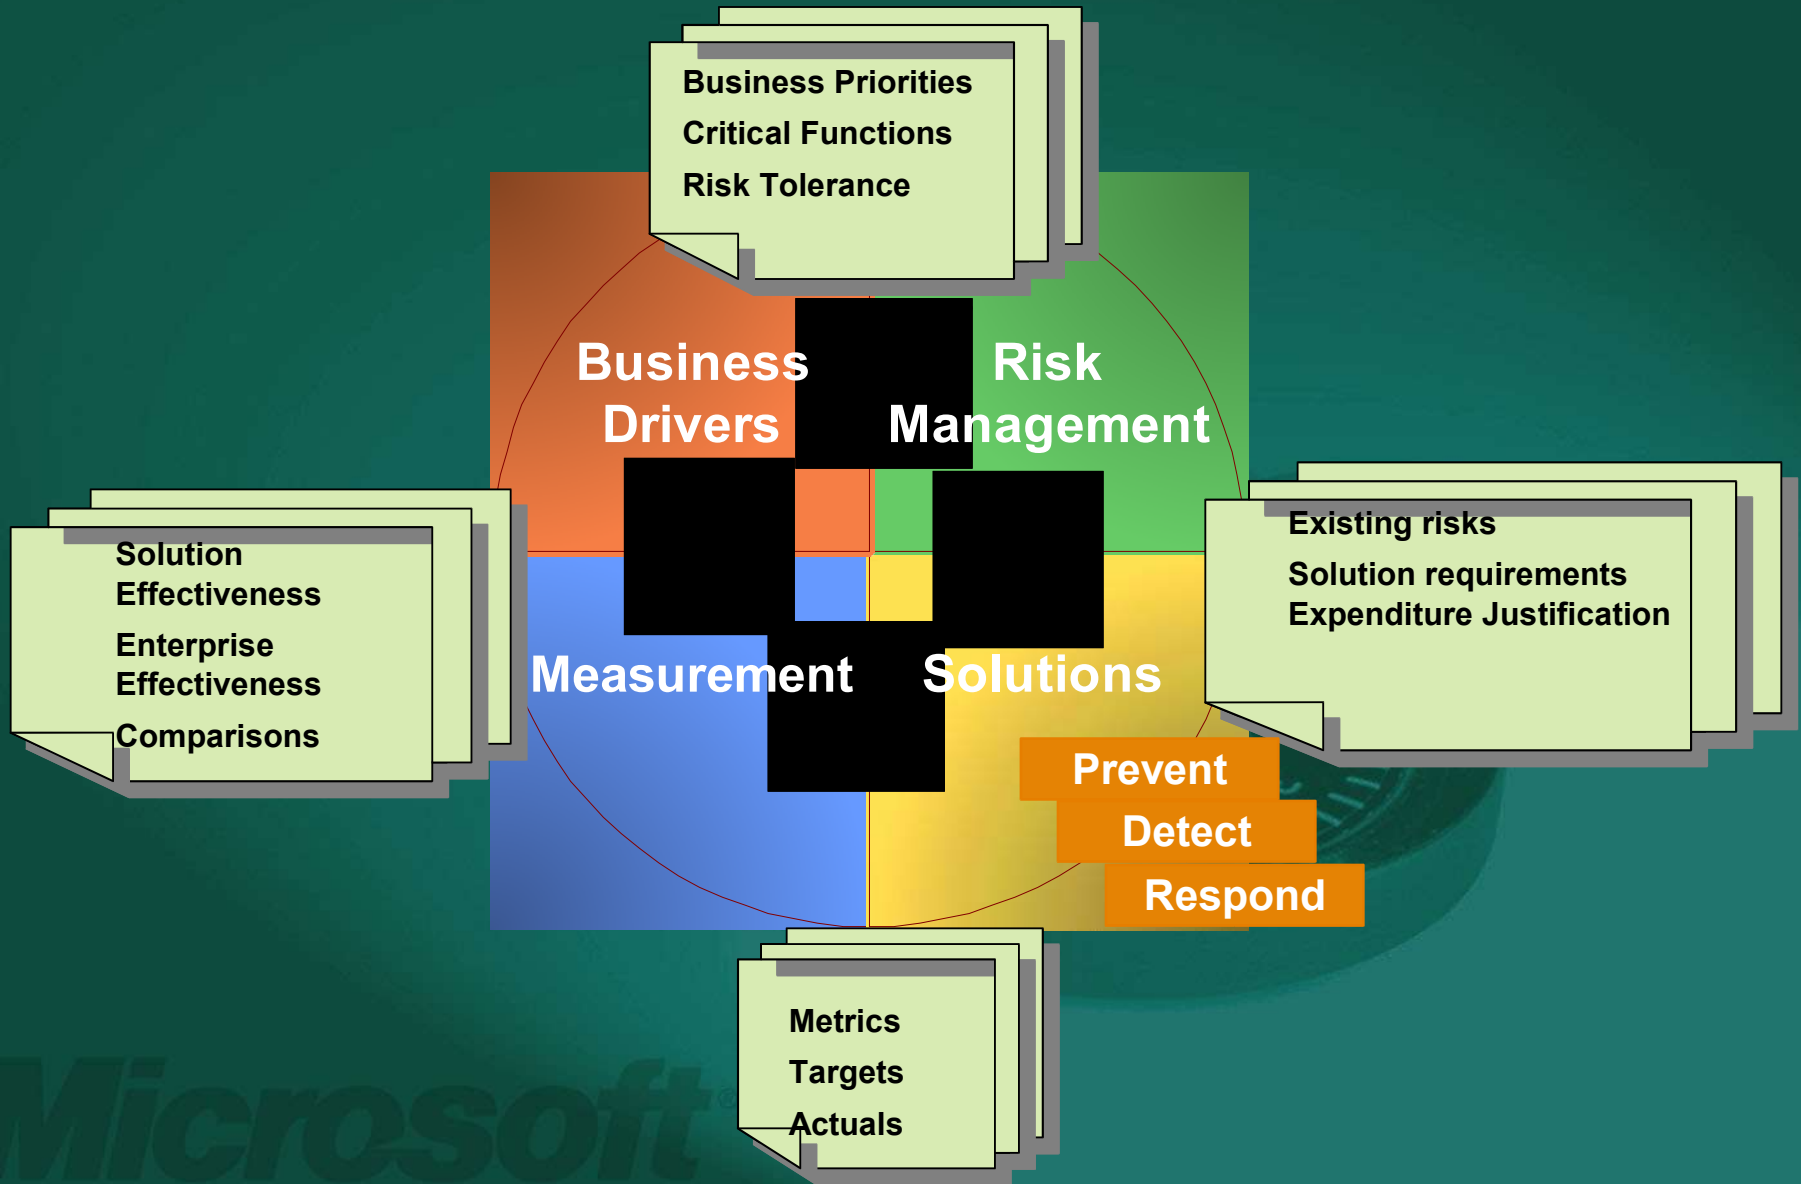 Business Priorities
Critical Functions
Risk Tolerance
Business
Drivers
Risk
Management
Solution
Effectiveness
Enterprise
Effectiveness
Comparisons
Existing risks
Solution requirements
Expenditure Justification
Measurement
Solutions
Prevent
Detect
Respond
Metrics
Targets
Actuals
Microsoft®